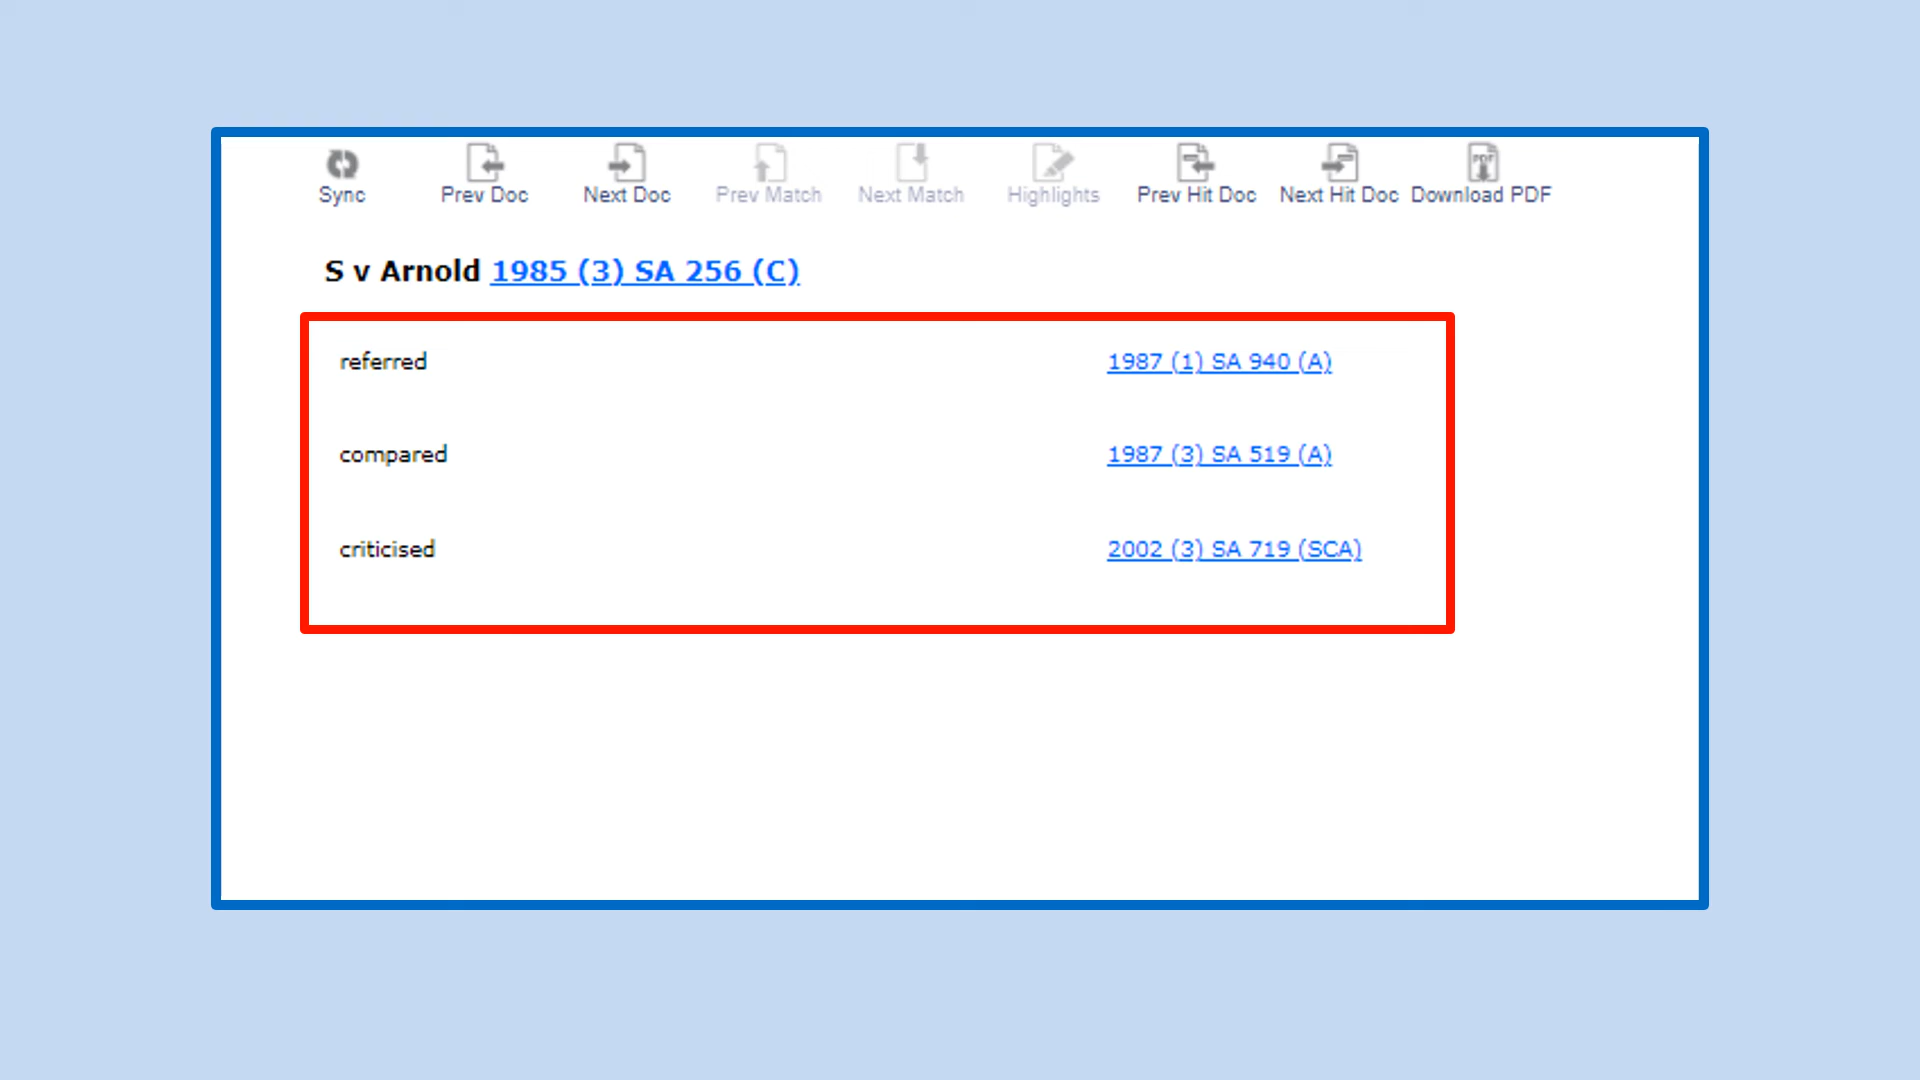 Sync Prev Doc Next Doc Prev Match Next Match Highlights Prev Hit Doc Next Hit Doc Download PDF
S v Arnold 1985 (3) SA 256 (C)
referred 1987 (1) SA 940 (A)
compared 1987 (3) SA 519 (A)
criticised 2002 (3) SA 719 (SCA)